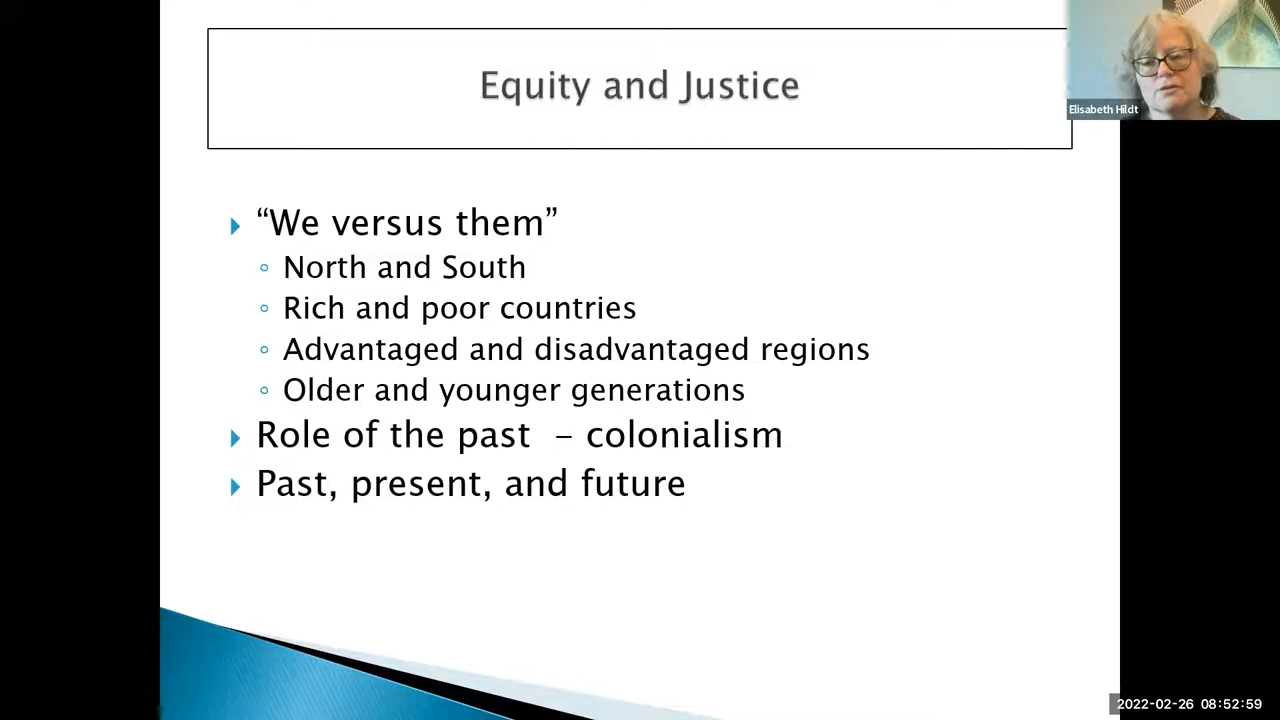 Equity and Justice
Elisabeth Hildt
“We versus them”
North and South
Rich and poor countries
Advantaged and disadvantaged regions
Older and younger generations
Role of the past – colonialism
Past, present, and future
2022-02-26 08:52:59